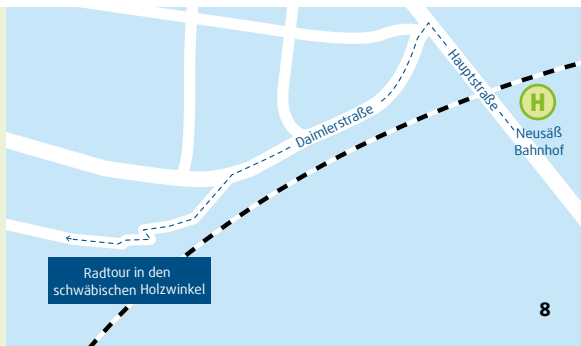 Hauptstraße
H
Neusäß
Bahnhof
Daimlerstraße
Radtour in den
schwäbischen Holzwinkel
8